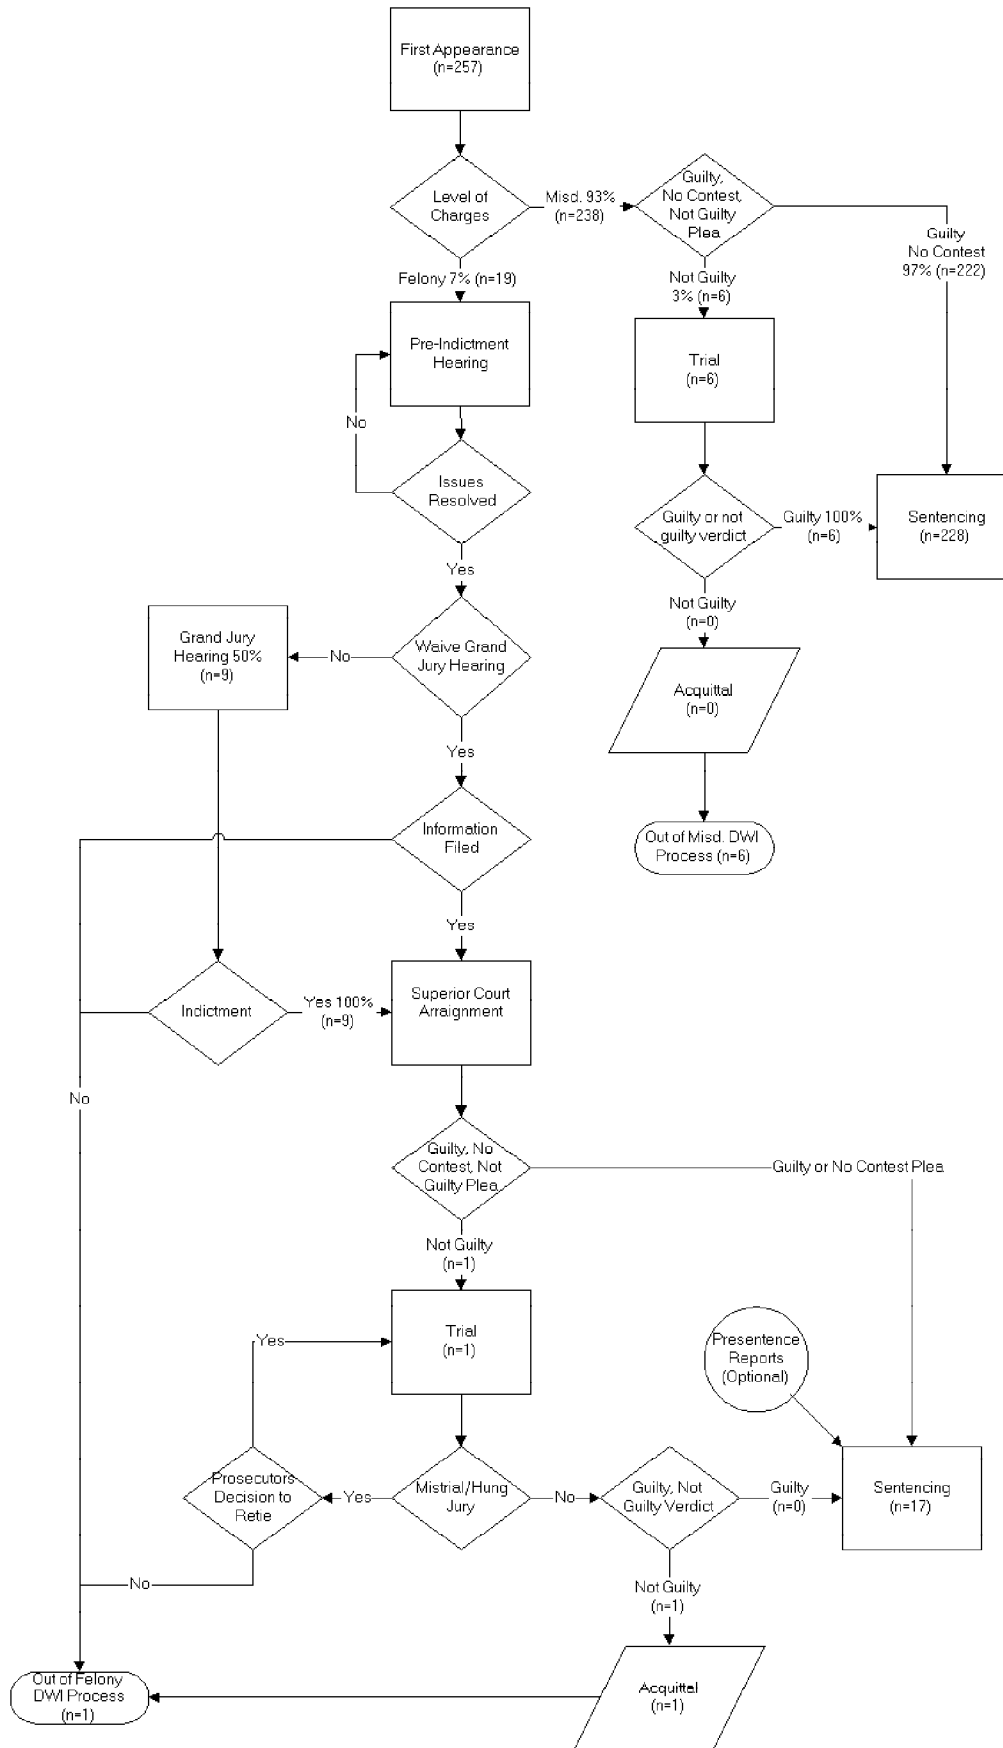 First Appearance
(n=257)
Level of
Charges
Misd. 93%
(n=238)
Guilty,
No Contest,
Not Guilty
Plea
Guilty
No Contest
97% (n=222)
Felony 7% (n=19)
Not Guilty
3% (n=6)
Pre-Indictment
Hearing
Trial
(n=6)
No
Issues
Resolved
Guilty or not
guilty verdict
Guilty 100%
(n=6)
Sentencing
(n=228)
Yes
Not Guilty
(n=0)
Grand Jury
Hearing 50%
(n=9)
No
Waive Grand
Jury Hearing
Acquittal
(n=0)
Yes
Information
Filed
Out of Misd. DWI
Process (n=6)
Yes
Indictment
Yes 100%
(n=9)
Superior Court
Arraignment
No
Guilty, No
Contest, Not
Guilty Plea
Guilty or No Contest Plea
Not Guilty
(n=1)
Yes
Trial
(n=1)
Presentence
Reports
(Optional)
Prosecutors
Decision to
Retie
Yes
Mistrial/Hung
Jury
No
Guilty, Not
Guilty Verdict
Guilty
(n=0)
Sentencing
(n=17)
No
Not Guilty
(n=1)
Out of Felony
DWI Process
(n=1)
Acquittal
(n=1)